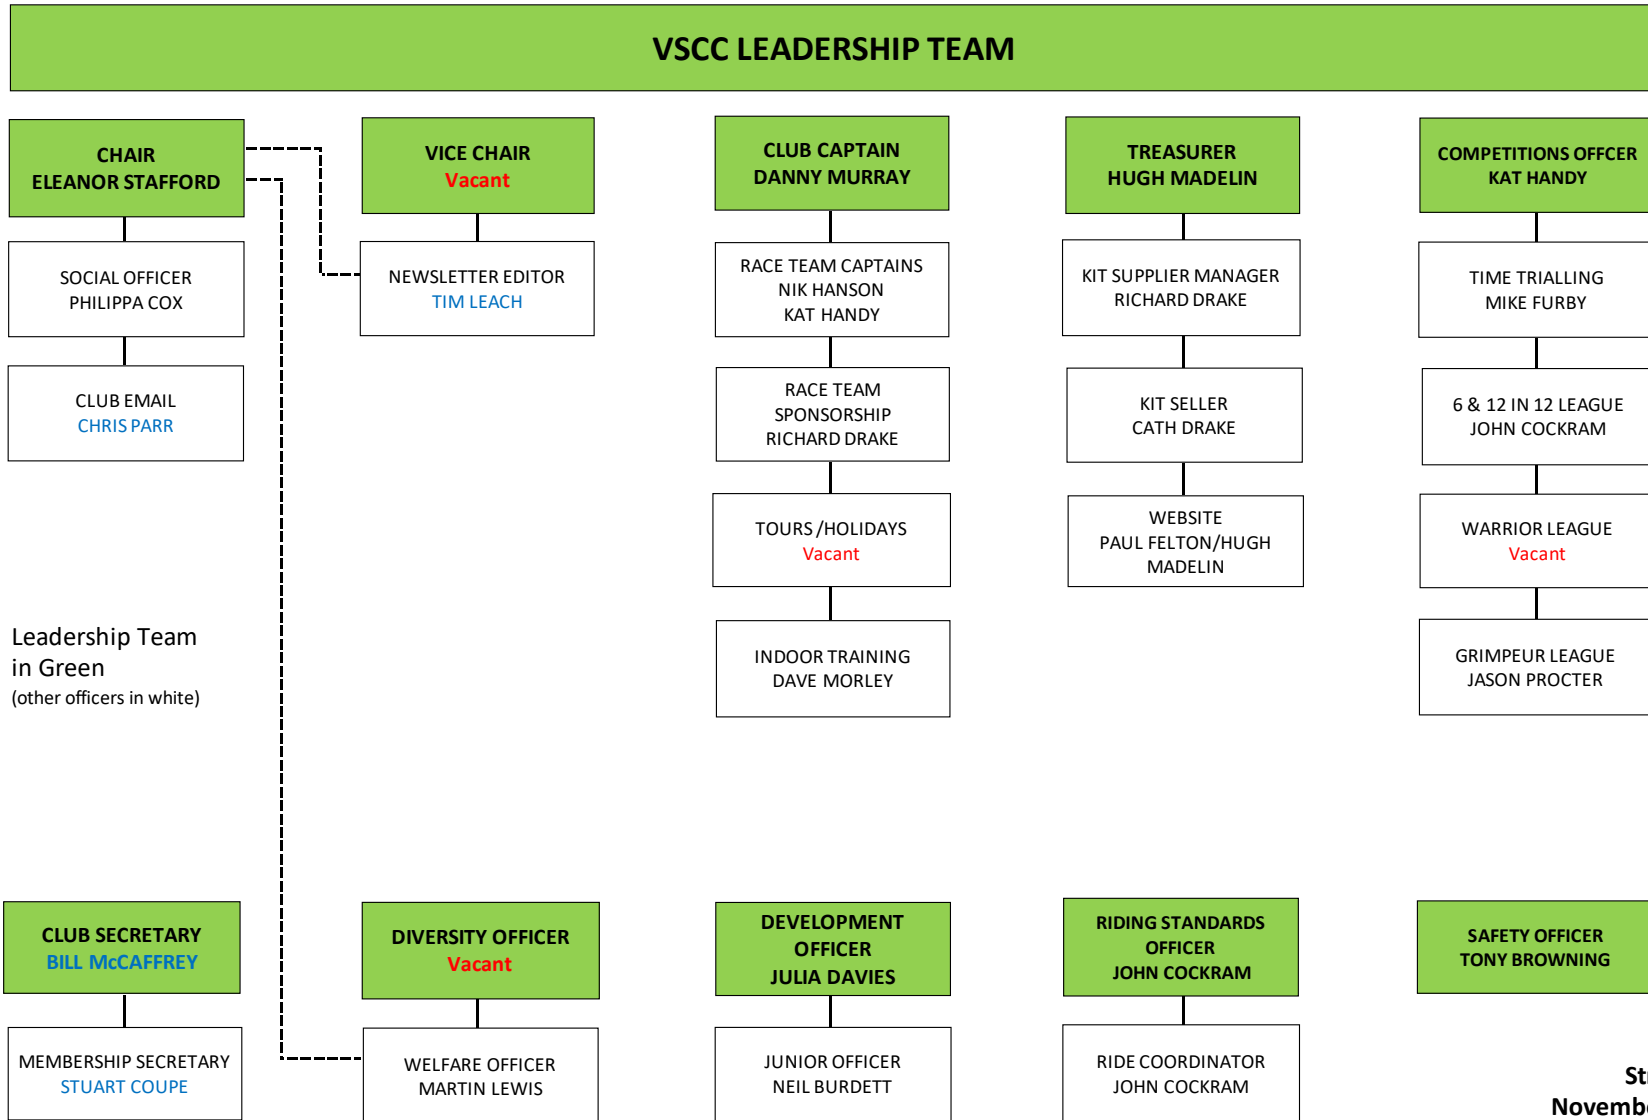 VSCC LEADERSHIP TEAM
CHAIR
ELEANOR STAFFORD
VICE CHAIR
Vacant
CLUB CAPTAIN
DANNY MURRAY
TREASURER
HUGH MADELIN
COMPETITIONS OFFCER
KAT HANDY
SOCIAL OFFICER
PHILIPPA COX
NEWSLETTER EDITOR
TIM LEACH
RACE TEAM CAPTAINS
NIK HANSON
KAT HANDY
KIT SUPPLIER MANAGER
RICHARD DRAKE
TIME TRIALLING
MIKE FURBY
CLUB EMAIL
CHRIS PARR
RACE TEAM
SPONSORSHIP
RICHARD DRAKE
KIT SELLER
CATH DRAKE
6 & 12 IN 12 LEAGUE
JOHN COCKRAM
TOURS /HOLIDAYS
Vacant
WEBSITE
PAUL FELTON/HUGH
MADELIN
WARRIOR LEAGUE
Vacant
Leadership Team
in Green
(other officers in white)
INDOOR TRAINING
DAVE MORLEY
GRIMPEUR LEAGUE
JASON PROCTER
CLUB SECRETARY
BILL McCAFFREY
DIVERSITY OFFICER
Vacant
DEVELOPMENT
OFFICER
JULIA DAVIES
RIDING STANDARDS
OFFICER
JOHN COCKRAM
SAFETY OFFICER
TONY BROWNING
MEMBERSHIP SECRETARY
STUART COUPE
WELFARE OFFICER
MARTIN LEWIS
JUNIOR OFFICER
NEIL BURDETT
RIDE COORDINATOR
JOHN COCKRAM